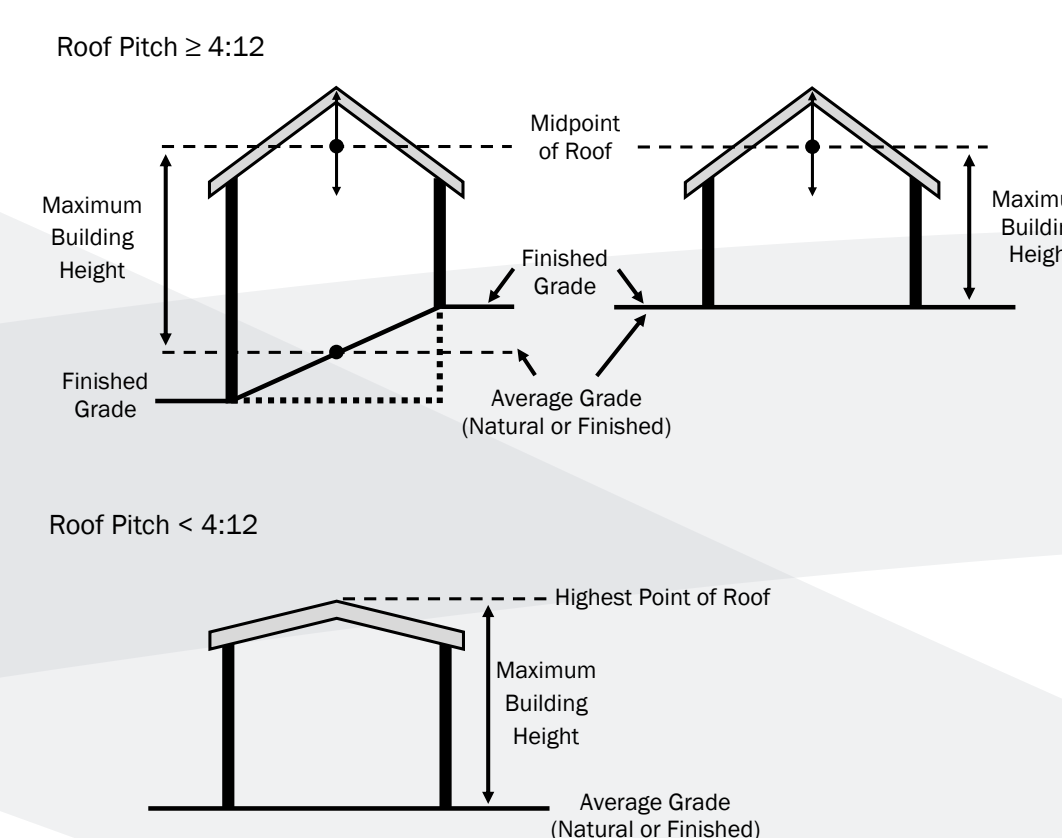 Roof Pitch ≥ 4:12
Midpoint
of Roof
Maximum
Building
Height
Finished
Grade
Finished
Grade
Average Grade
(Natural or Finished)
Height
Roof Pitch < 4:12
Highest Point of Roof
Maximum
Building
Height
Average Grade
(Natural or Finished)